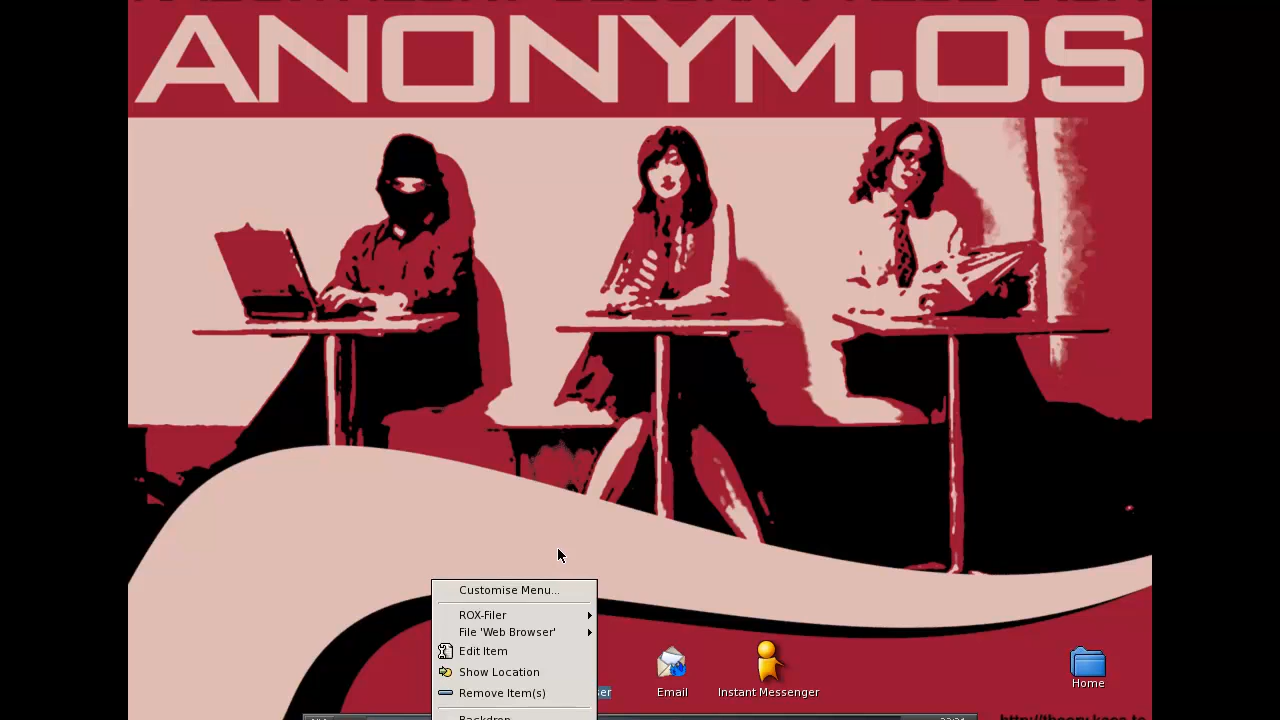 ANONYM.OS
Customise Menu...
ROX-Filer
File 'Web Browser'
Edit Item
Show Location
Remove Item(s)
Backdrop
Email
Instant Messenger
Home